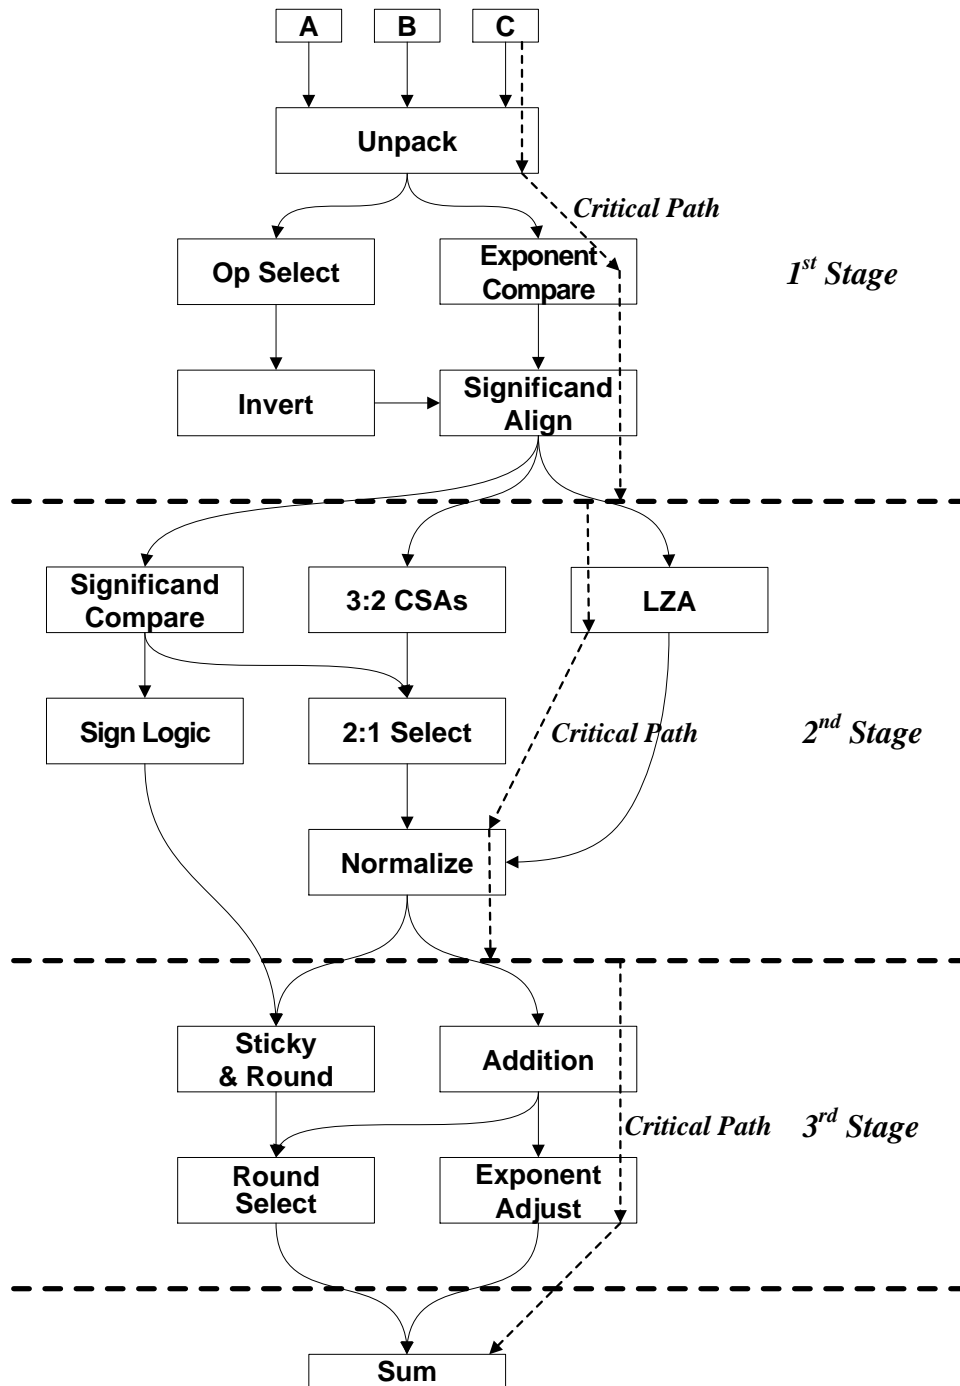 A B C
Unpack
Critical Path
Op Select
Exponent
Compare
1st Stage
Invert
Significand
Align
Significand
Compare
3:2 CSAs
LZA
Sign Logic
2:1 Select
Critical Path
2nd Stage
Normalize
Sticky
& Round
Addition
Critical Path
3rd Stage
Round
Select
Exponent
Adjust
Sum